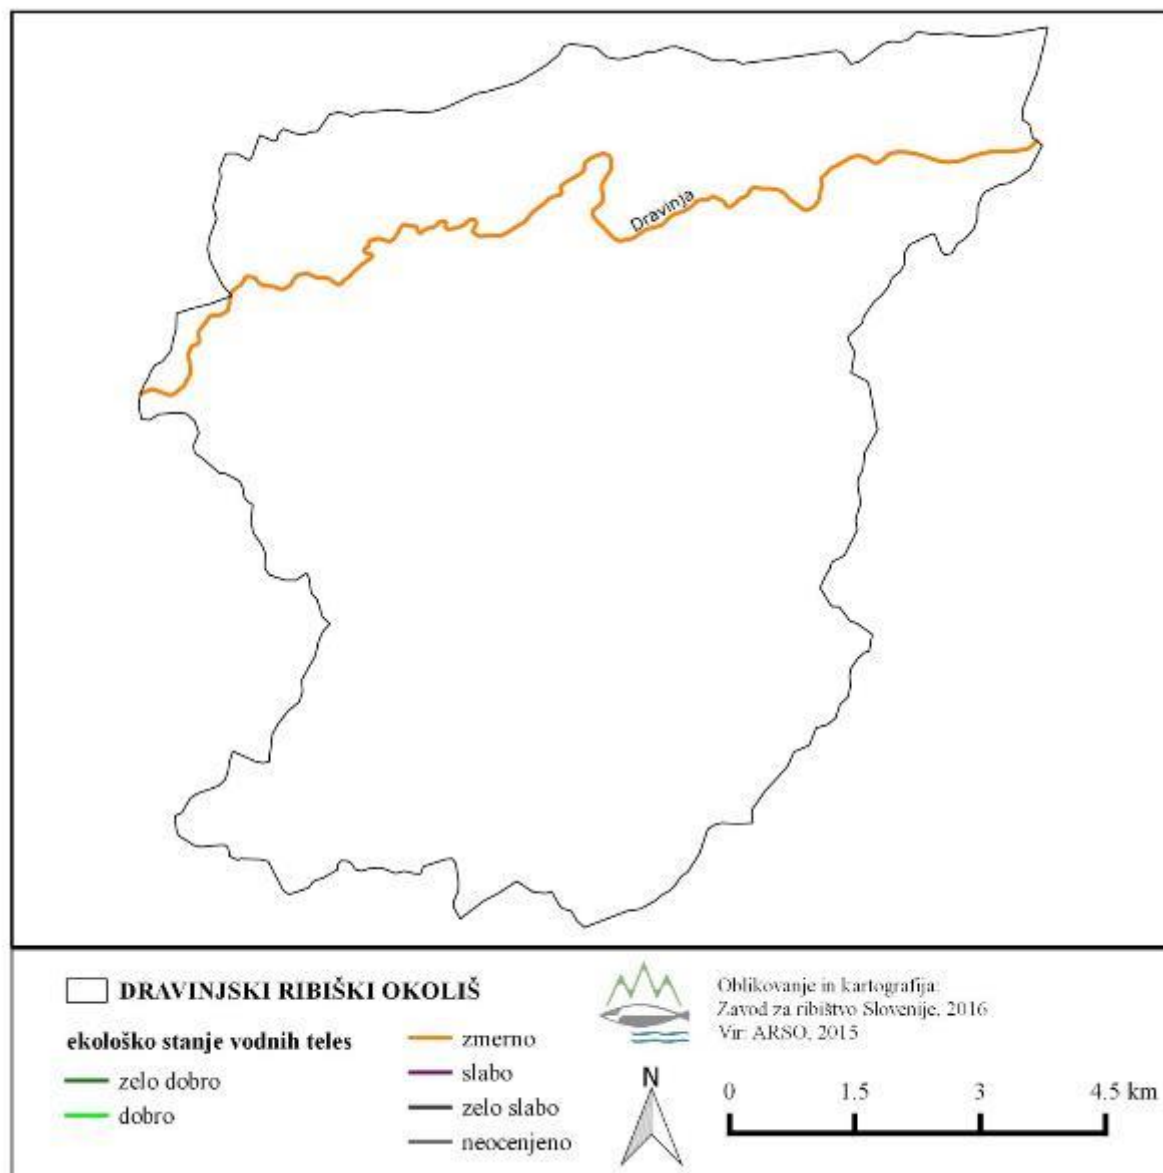 Dravinja
DRAVINJSKI RIBIŠKI OKOLIŠ
ekološko stanje vodnih teles
zelo dobro
dobro
zmerno
slabo
zelo slabo
neocenjeno
Oblikovanje in kartografija:
Zavod za ribištvo Slovenije, 2016
Vir: ARSO, 2015
N
0 1.5 3 4.5 km